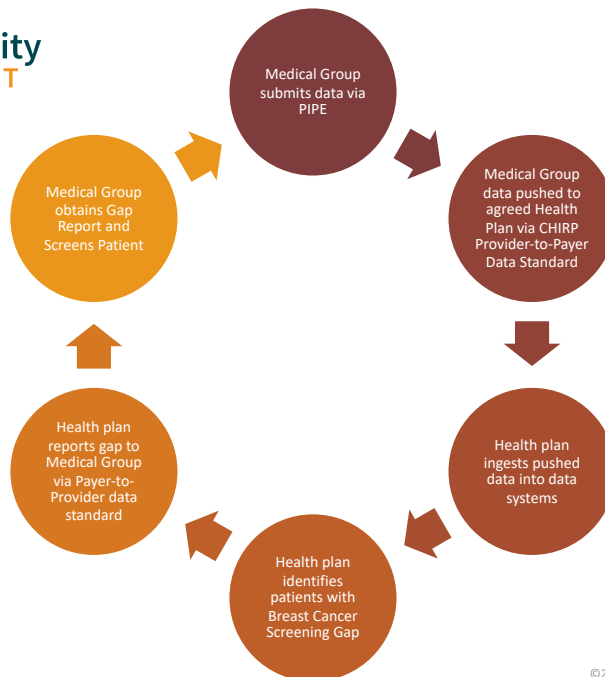 ity
T
Medical Group
submits data via
PIPE
Medical Group
data pushed to
agreed Health
Plan via CHIRP
Provider-to-Payer
Data Standard
Health plan
ingests pushed
data into data
systems
Health plan
identifies
patients with
Breast Cancer
Screening Gap
Health plan
reports gap to
Medical Group
via Payer-to-
Provider data
standard
Medical Group
obtains Gap
Report and
Screens Patient
©2